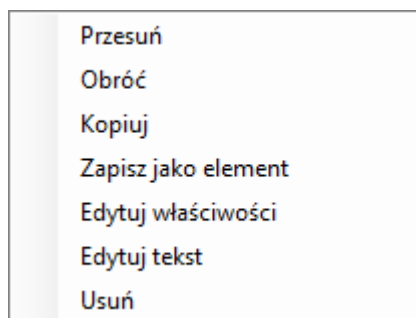 Przesuń
Obróć
Kopiuj
Zapisz jako element
Edytuj właściwości
Edytuj tekst
Usuń